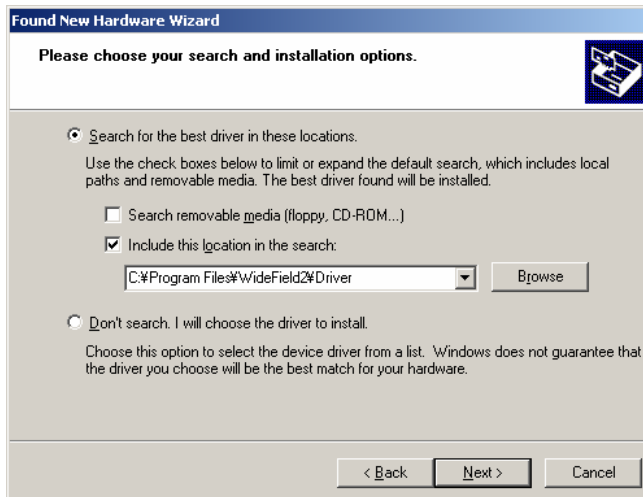 Found New Hardware Wizard
Please choose your search and installation options.
Search for the best driver in these locations.
Use the check boxes below to limit or expand the default search, which includes local
paths and removable media. The best driver found will be installed.
Search removable media (floppy, CD-ROM...)
Include this location in the search:
C:¥Program Files¥WideField2¥Driver
Browse
Don't search. I will choose the driver to install.
Choose this option to select the device driver from a list. Windows does not guarantee that
the driver you choose will be the best match for your hardware.
< Back Next > Cancel